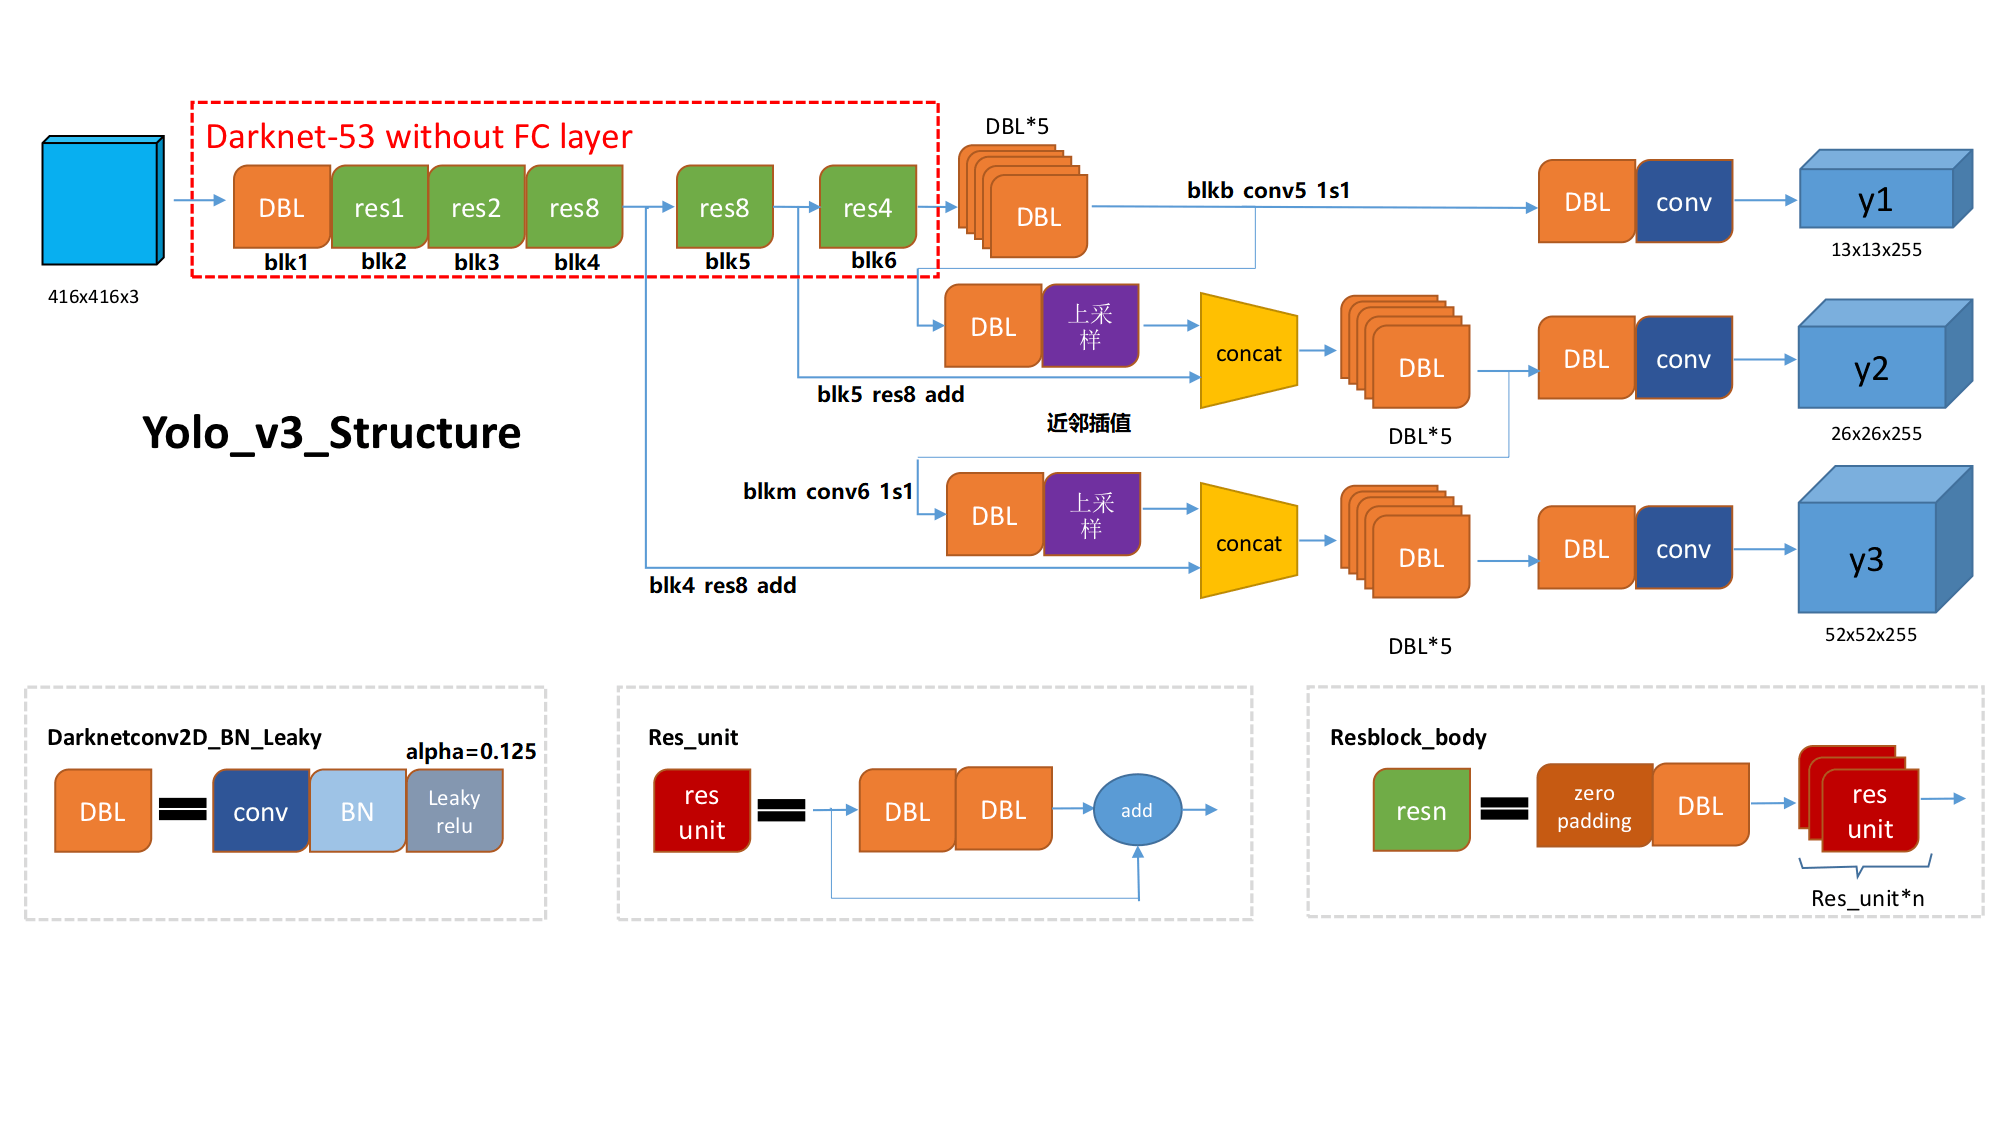 Darknet-53 without FC layer
DBL
res1
res2
res8
res8
res4
blk1
blk2
blk3
blk4
blk5
blk6
416x416x3
DBL*5
DBL
blkb conv5 1s1
DBL
conv
y1
13x13x255
DBL
上采
样
concat
DBL
DBL
conv
y2
26x26x255
blk5 res8 add
近邻插值
DBL*5
Yolo_v3_Structure
blkm conv6 1s1
DBL
上采
样
concat
DBL
DBL
conv
y3
52x52x255
blk4 res8 add
DBL*5
Darknetconv2D_BN_Leaky
alpha=0.125
DBL
conv
BN
Leaky
relu
Res_unit
res
unit
DBL
DBL
add
Resblock_body
resn
zero
padding
DBL
res
unit
Res_unit*n